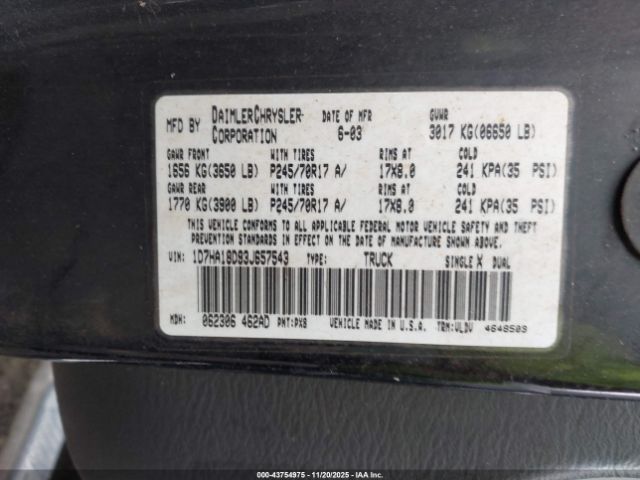 MFD BY DAIMLERCHRYSLER CORPORATION DATE OF MFR 6-03 GVWR 3017 KG(06650 LB)
GAWR FRONT WITH TIRES RIMS AT COLD
1656 KG(3650 LB) P245/70R17 A/ 17X8.0 241 KPA(35 PSI)
GAWR REAR WITH TIRES RIMS AT COLD
1770 KG(3900 LB) P245/70R17 A/ 17X8.0 241 KPA(35 PSI)
THIS VEHICLE CONFORMS TO ALL APPLICABLE FEDERAL MOTOR VEHICLE SAFETY AND THEFT
PREVENTION STANDARDS IN EFFECT ON THE DATE OF MANUFACTURE SHOWN ABOVE.
VIN: 1D7HA18D93J657543 TYPE: TRUCK SINGLE X DUAL
MDH: 062306 462AD PNT:PX8 VEHICLE MADE IN U.S.A. TRM:VLDV 4648503
00-43754975 - 11/20/2025 - IAA Inc.